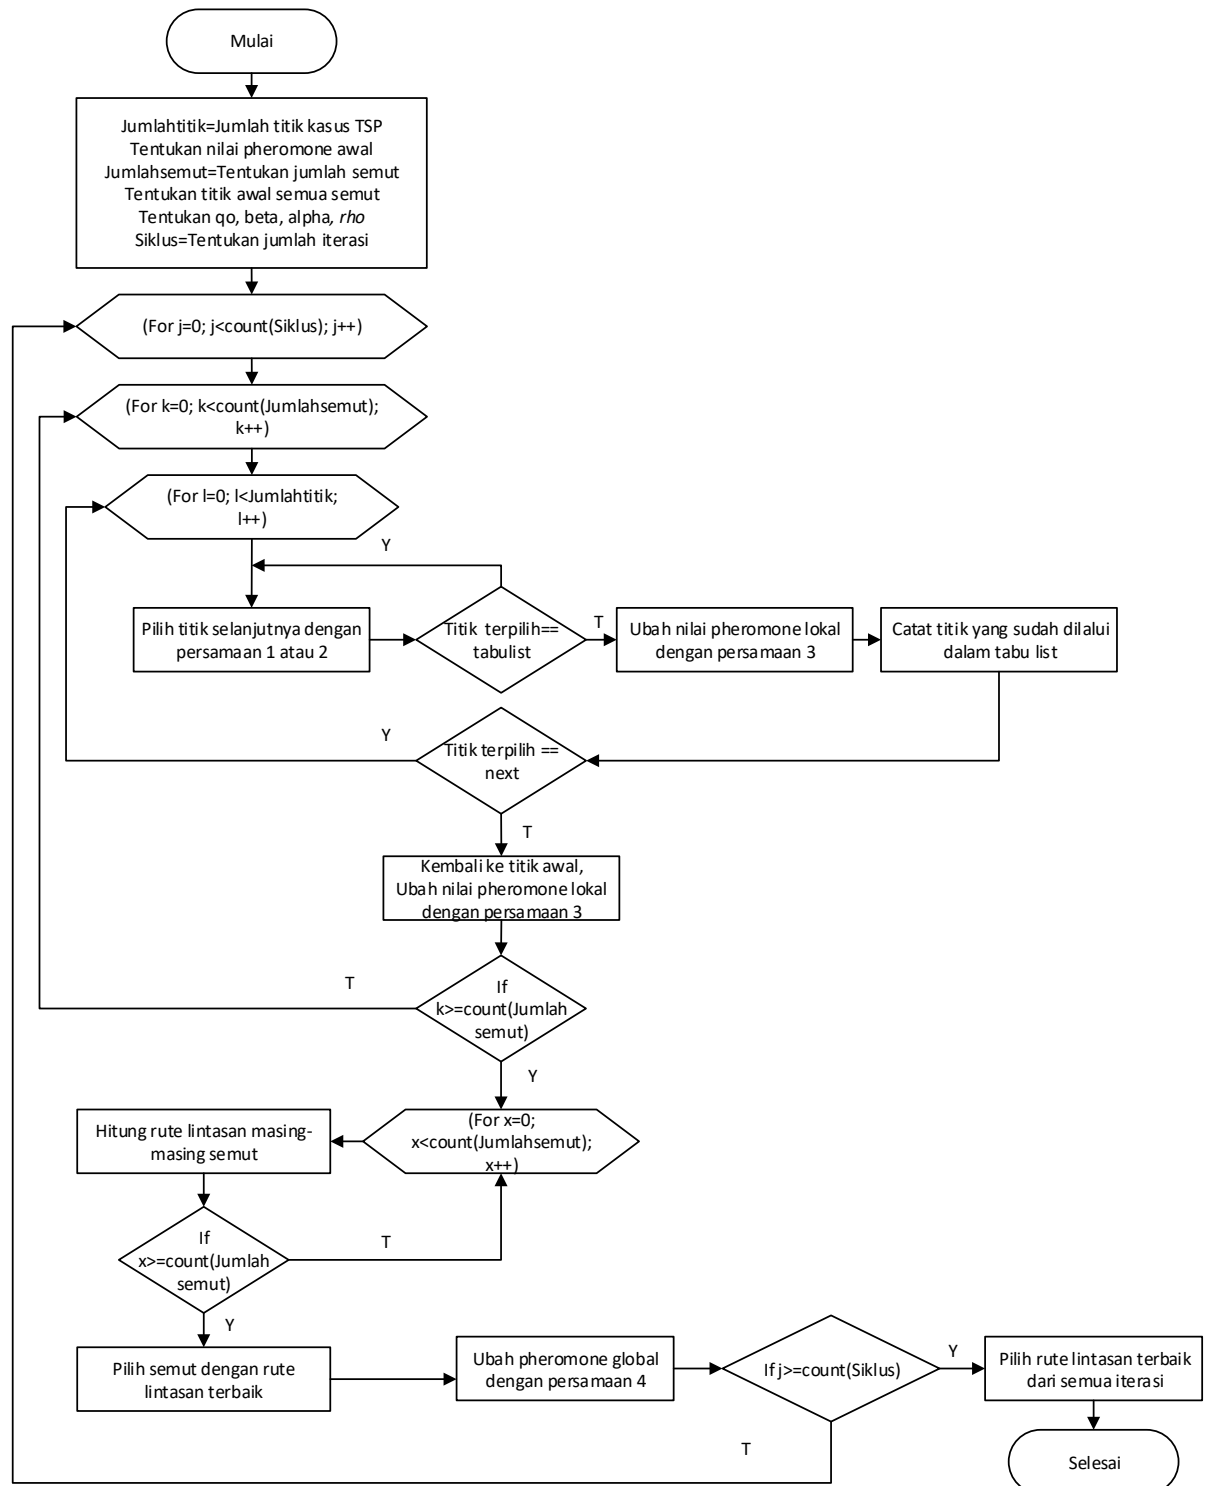 Mulai
Jumlahtitik=Jumlah titik kasus TSP
Tentukan nilai pheromone awal
Jumlahsemut=Tentukan jumlah semut
Tentukan titik awal semua semut
Tentukan qo, beta, alpha, rho
Siklus=Tentukan jumlah iterasi
(For j=0; j<count(Siklus); j++)
(For k=0; k<count(Jumlahsemut);
k++)
(For l=0; l<Jumlahtitik;
l++)
Y
Pilih titik selanjutnya dengan
persamaan 1 atau 2
Titik terpilih==
tabulist
T
Ubah nilai pheromone lokal
dengan persamaan 3
Catat titik yang sudah dilalui
dalam tabu list
Y
Titik terpilih ==
next
T
Kembali ke titik awal,
Ubah nilai pheromone lokal
dengan persamaan 3
T
If
k>=count(Jumlah
semut)
Y
(For x=0;
x<count(Jumlahsemut);
x++)
Hitung rute lintasan masing-
masing semut
If
x>=count(Jumlah
semut)
T
Y
Pilih semut dengan rute
lintasan terbaik
Ubah pheromone global
dengan persamaan 4
If j>=count(Siklus)
Y
Pilih rute lintasan terbaik
dari semua iterasi
T
Selesai